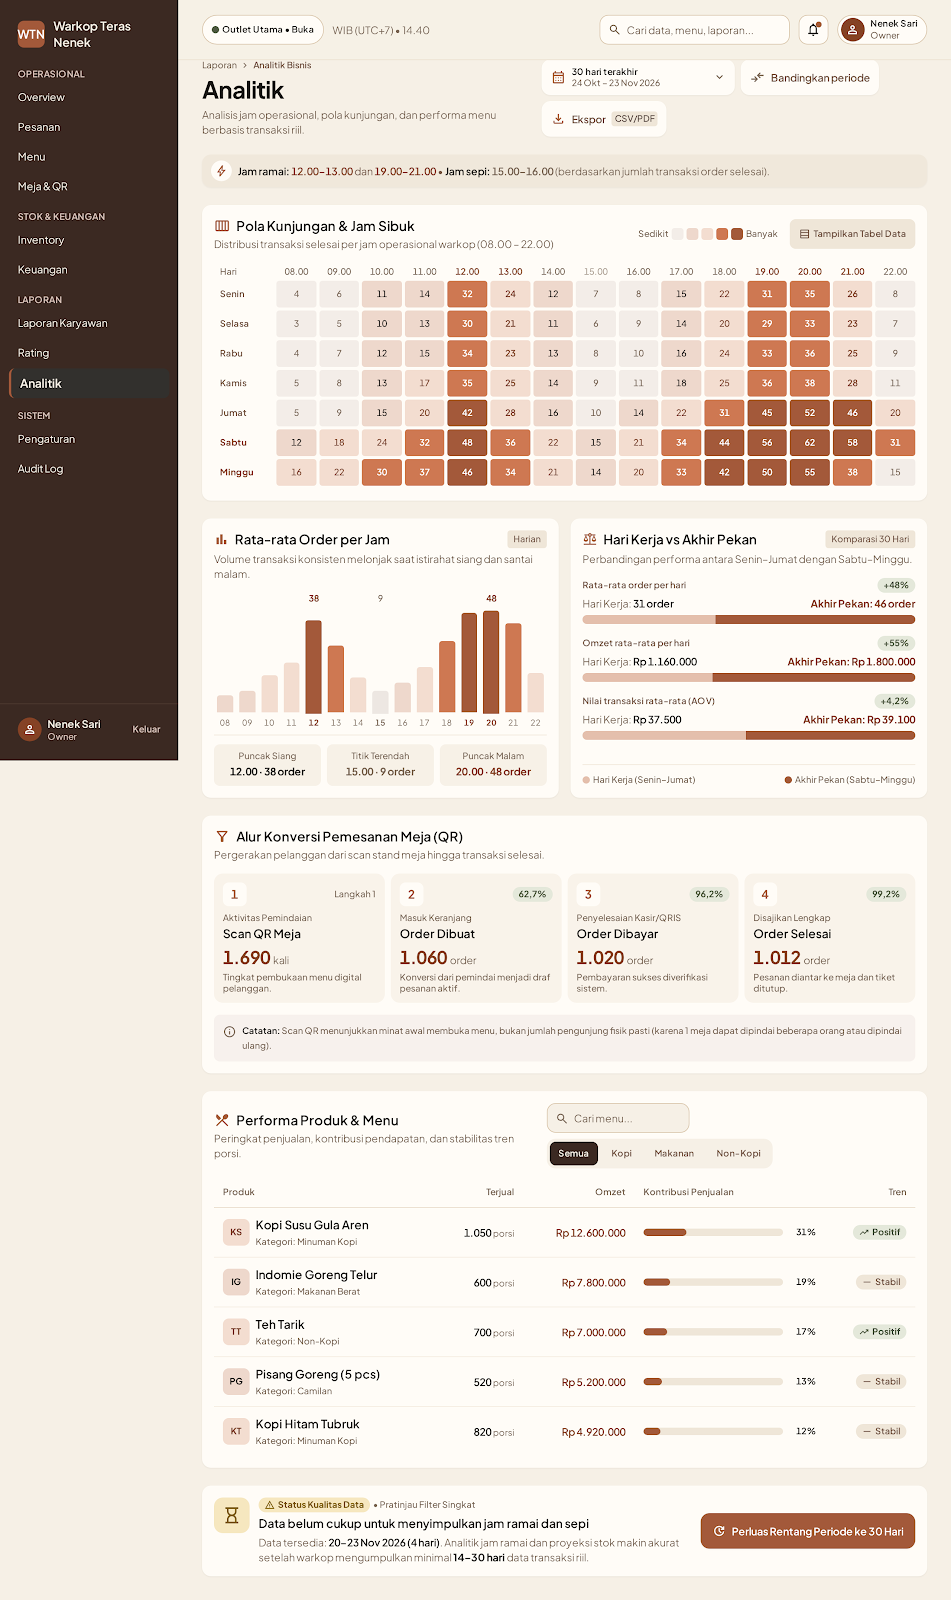 WTN
Warkop Teras
Nenek
OPERASIONAL
Overview
Pesanan
Menu
Meja & QR
STOK & KEUANGAN
Inventory
Keuangan
LAPORAN
Laporan Karyawan
Rating
Analitik
SISTEM
Pengaturan
Audit Log
Nenek Sari
Owner
Keluar
Outlet Utama • Buka
WIB (UTC+7) • 14.40
Cari data, menu, laporan...
Nenek Sari
Owner
Laporan > Analitik Bisnis
Analitik
Analisis jam operasional, pola kunjungan, dan performa menu
berbasis transaksi riil.
30 hari terakhir
24 Okt – 23 Nov 2026
Bandingkan periode
Ekspor CSV/PDF
Jam ramai: 12.00–13.00 dan 19.00–21.00 • Jam sepi: 15.00–16.00 (berdasarkan jumlah transaksi order selesai).
Pola Kunjungan & Jam Sibuk
Distribusi transaksi selesai per jam operasional warkop (08.00 – 22.00)
Sedikit Banyak
Tampilkan Tabel Data
Hari 08.00 09.00 10.00 11.00 12.00 13.00 14.00 15.00 16.00 17.00 18.00 19.00 20.00 21.00 22.00
Senin 4 6 11 14 32 24 12 7 8 15 22 31 35 26 8
Selasa 3 5 10 13 30 21 11 6 9 14 20 29 33 23 7
Rabu 4 7 12 15 34 23 13 8 10 16 24 33 36 25 9
Kamis 5 8 13 17 35 25 14 9 11 18 25 36 38 28 11
Jumat 5 9 15 20 42 28 16 10 14 22 31 45 52 46 20
Sabtu 12 18 24 32 48 36 22 15 21 34 44 56 62 58 31
Minggu 16 22 30 37 46 34 21 14 20 33 42 50 55 38 15
Rata-rata Order per Jam
Harian
Volume transaksi konsisten melonjak saat istirahat siang dan santai
malam.
38 9 48
08 09 10 11 12 13 14 15 16 17 18 19 20 21 22
Puncak Siang
12.00 · 38 order
Titik Terendah
15.00 · 9 order
Puncak Malam
20.00 · 48 order
Hari Kerja vs Akhir Pekan
Komparasi 30 Hari
Perbandingan performa antara Senin–Jumat dengan Sabtu–Minggu.
Rata-rata order per hari
+48%
Hari Kerja: 31 order
Akhir Pekan: 46 order
Omzet rata-rata per hari
+55%
Hari Kerja: Rp 1.160.000
Akhir Pekan: Rp 1.800.000
Nilai transaksi rata-rata (AOV)
+4,2%
Hari Kerja: Rp 37.500
Akhir Pekan: Rp 39.100
Hari Kerja (Senin–Jumat)
Akhir Pekan (Sabtu–Minggu)
Alur Konversi Pemesanan Meja (QR)
Pergerakan pelanggan dari scan stand meja hingga transaksi selesai.
1
Langkah 1
Aktivitas Pemindaian
Scan QR Meja
1.690 kali
Tingkat pembukaan menu digital
pelanggan.
2
62,7%
Masuk Keranjang
Order Dibuat
1.060 order
Konversi dari pemindai menjadi draf
pesanan aktif.
3
96,2%
Penyelesaian Kasir/QRIS
Order Dibayar
1.020 order
Pembayaran sukses diverifikasi
sistem.
4
99,2%
Disajikan Lengkap
Order Selesai
1.012 order
Pesanan diantar ke meja dan tiket
ditutup.
Catatan: Scan QR menunjukkan minat awal membuka menu, bukan jumlah pengunjung fisik pasti (karena 1 meja dapat dipindai beberapa orang atau dipindai
ulang).
Performa Produk & Menu
Peringkat penjualan, kontribusi pendapatan, dan stabilitas tren
porsi.
Cari menu...
Semua Kopi Makanan Non-Kopi
Produk Terjual Omzet Kontribusi Penjualan Tren
KS Kopi Susu Gula Aren
Kategori: Minuman Kopi
1.050 porsi Rp 12.600.000 31% Positif
IG Indomie Goreng Telur
Kategori: Makanan Berat
600 porsi Rp 7.800.000 19% Stabil
TT Teh Tarik
Kategori: Non-Kopi
700 porsi Rp 7.000.000 17% Positif
PG Pisang Goreng (5 pcs)
Kategori: Camilan
520 porsi Rp 5.200.000 13% Stabil
KT Kopi Hitam Tubruk
Kategori: Minuman Kopi
820 porsi Rp 4.920.000 12% Stabil
Status Kualitas Data • Pratinjau Filter Singkat
Data belum cukup untuk menyimpulkan jam ramai dan sepi
Data tersedia: 20–23 Nov 2026 (4 hari). Analitik jam ramai dan proyeksi stok makin akurat
setelah warkop mengumpulkan minimal 14–30 hari data transaksi riil.
Perluas Rentang Periode ke 30 Hari